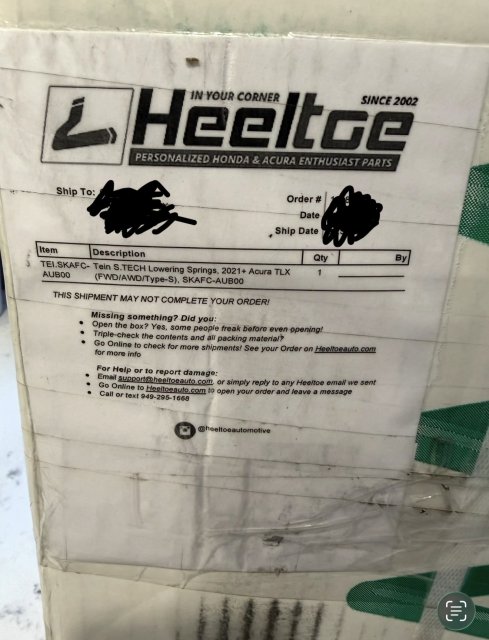 IN YOUR CORNER SINCE 2002
Heeltoe
PERSONALIZED HONDA & ACURA ENTHUSIAST PARTS
Ship To:
Order #
Date
Ship Date
Item Description Qty By
TEI.SKAFC- Tein S.TECH Lowering Springs, 2021+ Acura TLX 1
AUB00 (FWD/AWD/Type-S), SKAFC-AUB00
THIS SHIPMENT MAY NOT COMPLETE YOUR ORDER!
Missing something? Did you:
• Open the box? Yes, some people freak before even opening!
• Triple-check the contents and all packing material?
• Go Online to check for more shipments! See your Order on Heeltoeauto.com
for more info
For Help or to report damage:
• Email support@heeltoeauto.com, or simply reply to any Heeltoe email we sent
• Go Online to Heeltoeauto.com to open your order and leave a message
• Call or text 949-295-1668
@heeltoeautomotive